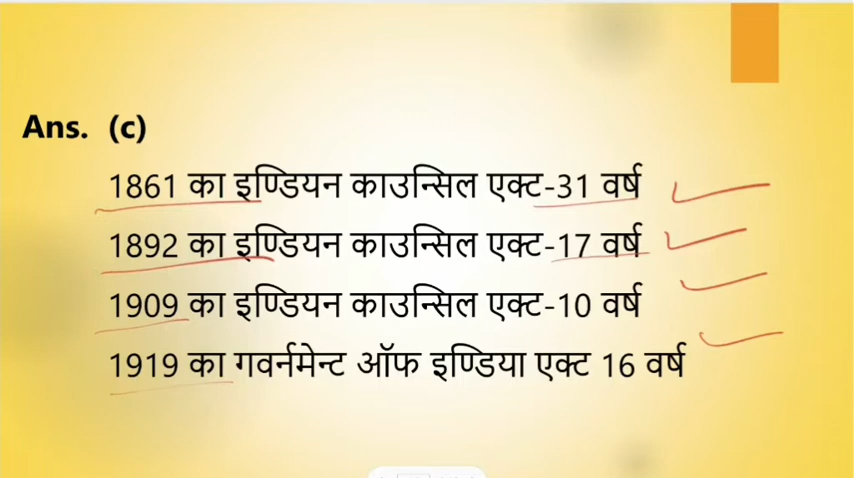 Ans. (c)
1861 का इण्डियन काउन्सिल एक्ट-31 वर्ष
1892 का इण्डियन काउन्सिल एक्ट-17 वर्ष
1909 का इण्डियन काउन्सिल एक्ट-10 वर्ष
1919 का गवर्नमेन्ट ऑफ इण्डिया एक्ट 16 वर्ष